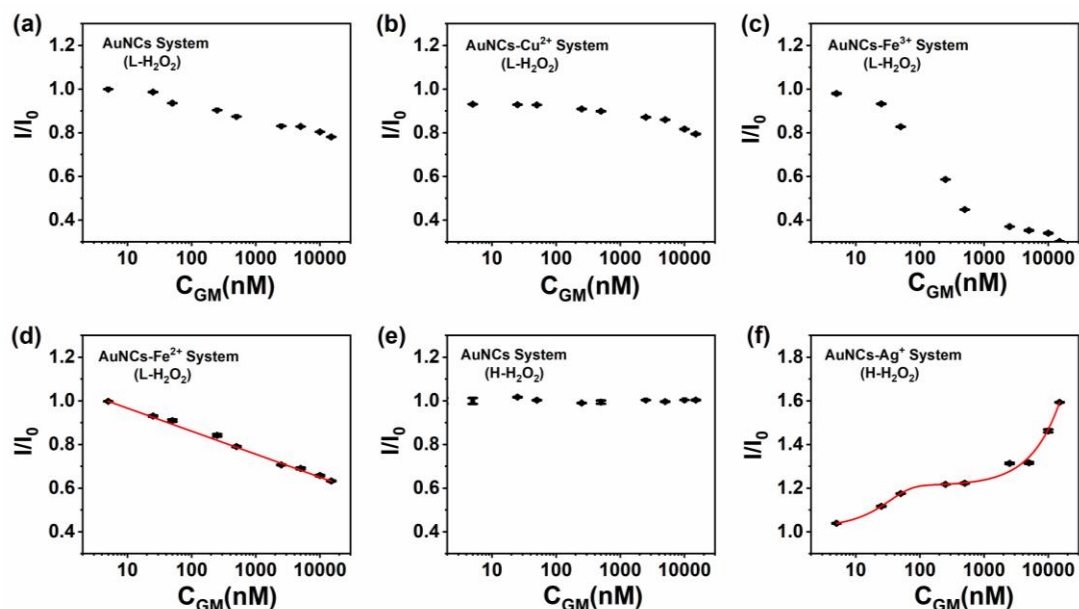 (a)
AuNCs System
(L-H₂O₂)
I/I₀
1.2
1.0
0.8
0.6
0.4
10
100
1000
10000
C_GM(nM)
(b)
AuNCs-Cu²⁺ System
(L-H₂O₂)
I/I₀
1.2
1.0
0.8
0.6
0.4
10
100
1000
10000
C_GM(nM)
(c)
AuNCs-Fe³⁺ System
(L-H₂O₂)
I/I₀
1.2
1.0
0.8
0.6
0.4
10
100
1000
10000
C_GM(nM)
(d)
AuNCs-Fe²⁺ System
(L-H₂O₂)
I/I₀
1.2
1.0
0.8
0.6
0.4
10
100
1000
10000
C_GM(nM)
(e)
AuNCs System
(H-H₂O₂)
I/I₀
1.2
1.0
0.8
0.6
0.4
10
100
1000
10000
C_GM(nM)
(f)
AuNCs-Ag⁺ System
(H-H₂O₂)
I/I₀
1.8
1.6
1.4
1.2
1.0
10
100
1000
10000
C_GM(nM)